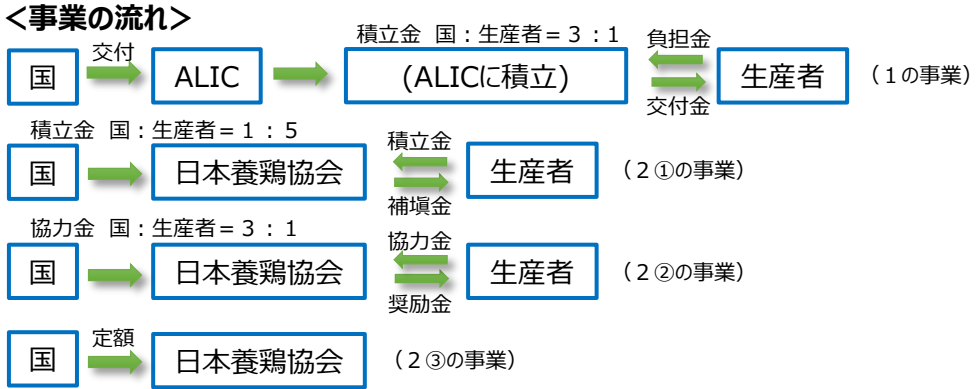 ＜事業の流れ＞
積立金 国：生産者＝３：１
国
交付
ALIC
(ALICに積立)
負担金
交付金
生産者
（１の事業）
積立金 国：生産者＝１：５
国
日本養鶏協会
積立金
補塡金
生産者
（２①の事業）
協力金 国：生産者＝３：１
国
日本養鶏協会
協力金
奨励金
生産者
（２②の事業）
国
定額
日本養鶏協会
（２③の事業）